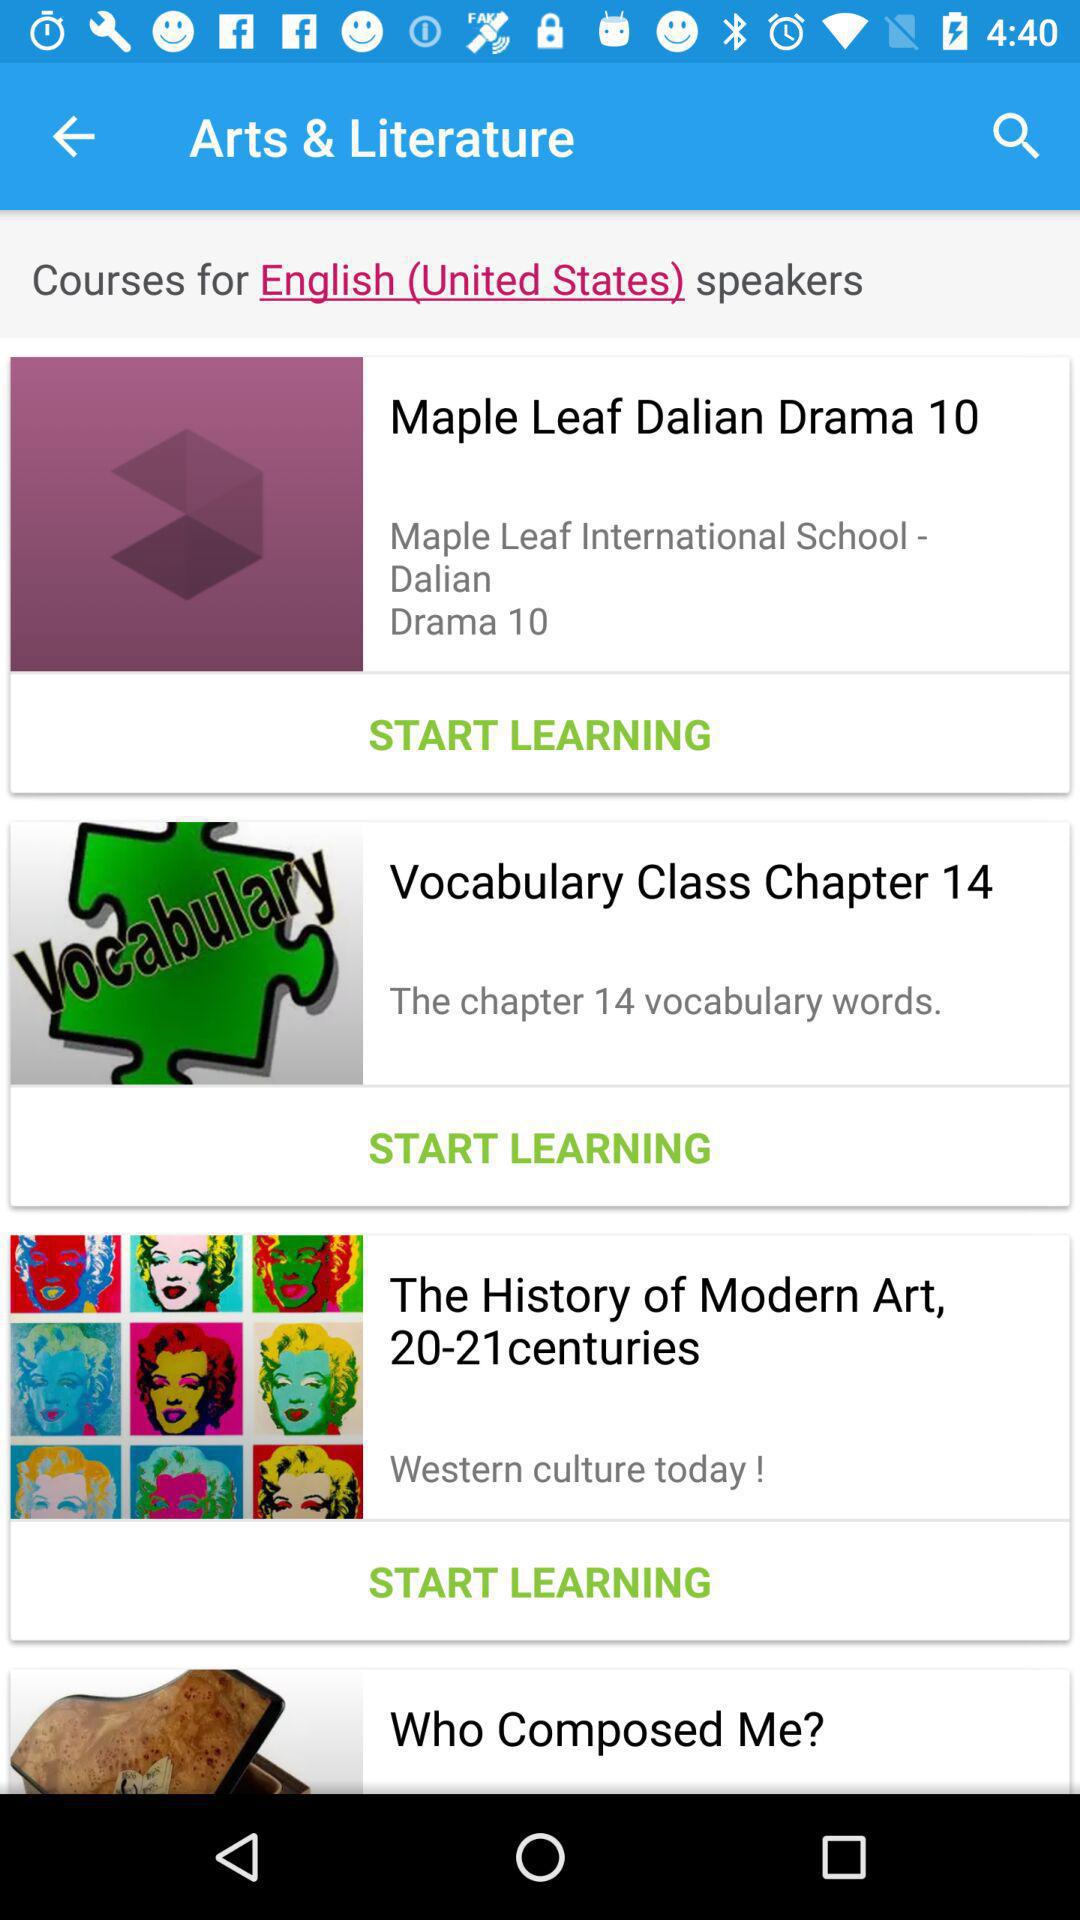 FAKE
4:40
Arts & Literature
Courses for English (United States) speakers
Maple Leaf Dalian Drama 10
Maple Leaf International School -
Dalian
Drama 10
START LEARNING
Vocabulary
Vocabulary Class Chapter 14
The chapter 14 vocabulary words.
START LEARNING
The History of Modern Art,
20-21centuries
Western culture today !
START LEARNING
Who Composed Me?